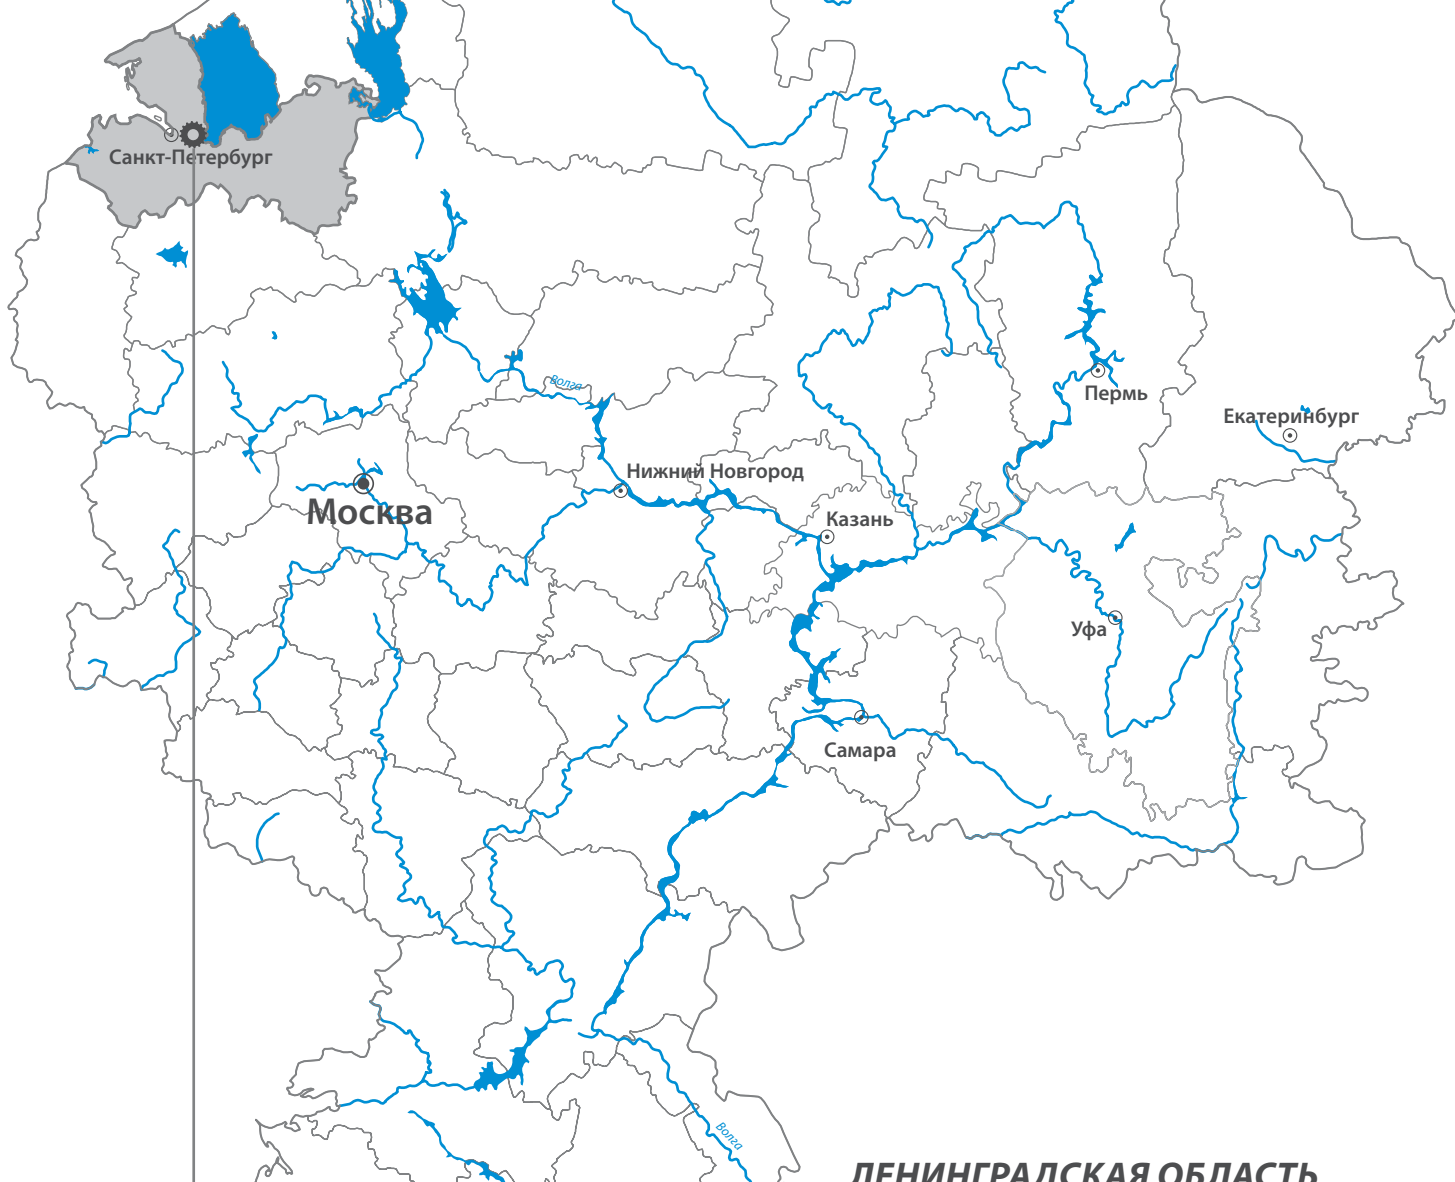 Санкт-Петербург
Волга
Пермь
Екатеринбург
Нижний Новгород
Москва
Казань
Уфа
Самара
Волга
ЛЕНИНГРАДСКАЯ ОБЛАСТЬ